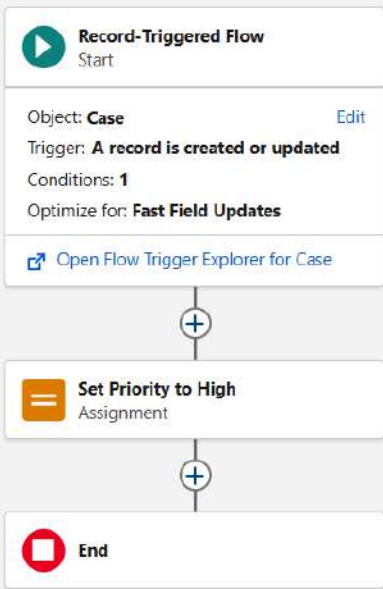 Record-Triggered Flow
Start
Object: Case Edit
Trigger: A record is created or updated
Conditions: 1
Optimize for: Fast Field Updates
Open Flow Trigger Explorer for Case
Set Priority to High
Assignment
End